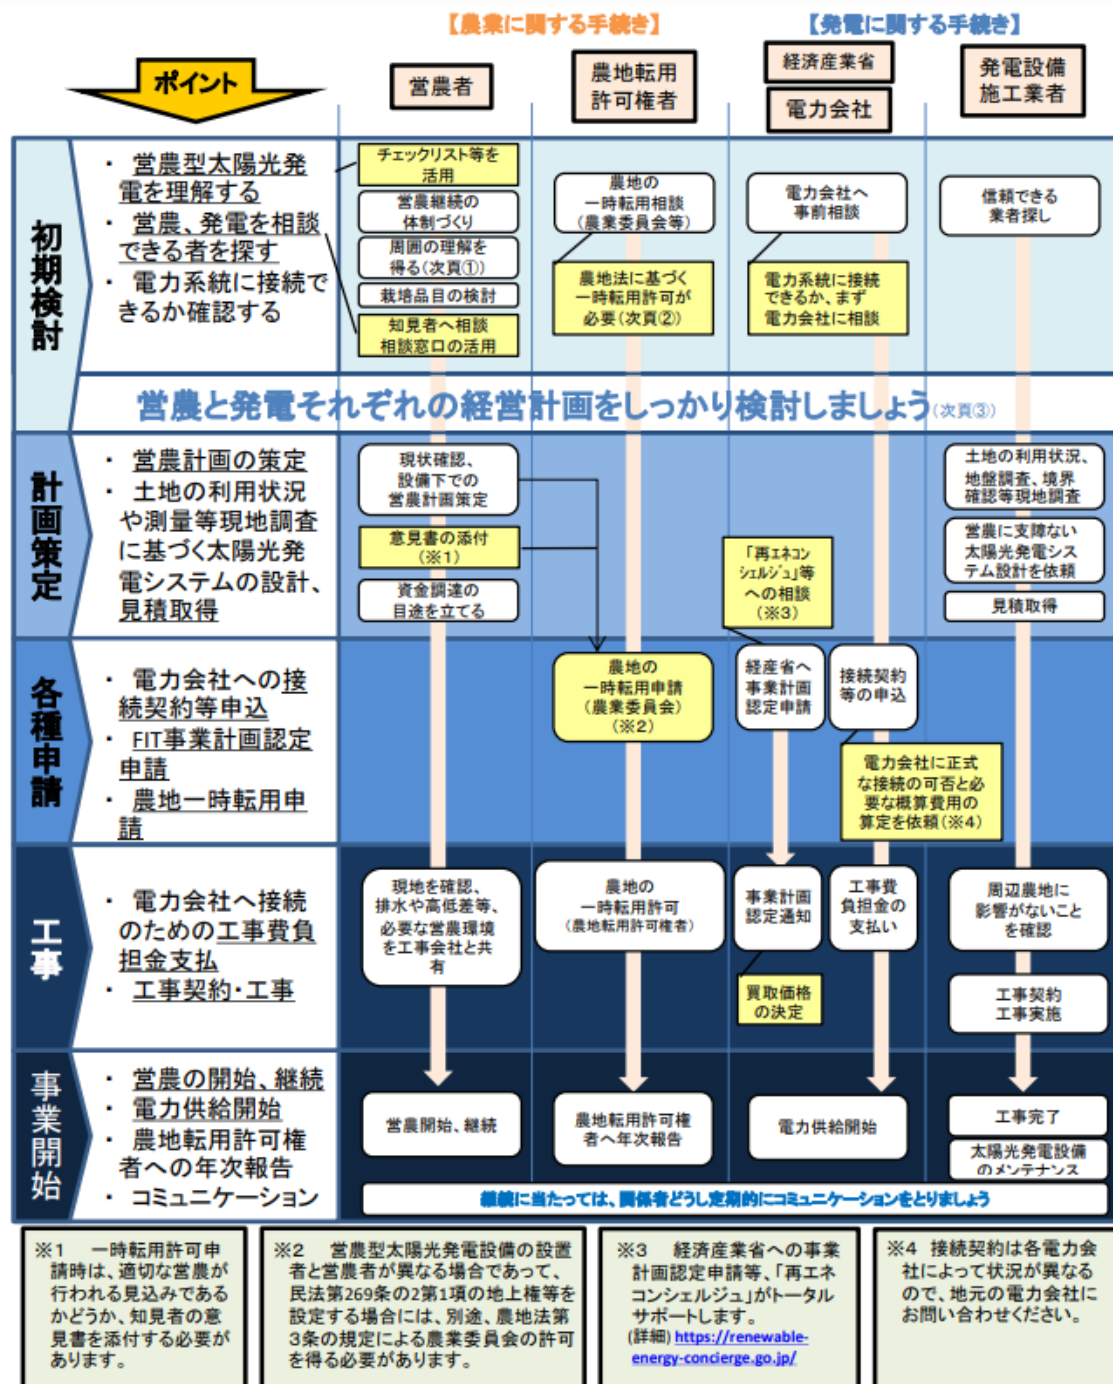 【農業に関する手続き】
【発電に関する手続き】
ポイント
営農者
農地転用
許可権者
経済産業省
電力会社
発電設備
施工業者
初期検討
・ 営農型太陽光発
電を理解する
・ 営農、発電を相談
できる者を探す
・ 電力系統に接続で
きるか確認する
チェックリスト等を
活用
営農継続の
体制づくり
周囲の理解を
得る(次頁①)
栽培品目の検討
知見者へ相談
相談窓口の活用
農地の
一時転用相談
(農業委員会等)
農地法に基づく
一時転用許可が
必要(次頁②)
電力会社へ
事前相談
電力系統に接続
できるか、まず
電力会社に相談
信頼できる
業者探し
営農と発電それぞれの経営計画をしっかり検討しましょう(次頁③)
計画策定
・ 営農計画の策定
・ 土地の利用状況
や測量等現地調査
に基づく太陽光発
電システムの設計、
見積取得
現状確認、
設備下での
営農計画策定
意見書の添付
(※1)
資金調達の
目途を立てる
「再エネコン
シェルジュ」等
への相談
(※3)
土地の利用状況、
地盤調査、境界
確認等現地調査
営農に支障ない
太陽光発電シス
テム設計を依頼
見積取得
各種申請
・ 電力会社への接
続契約等申込
・ FIT事業計画認定
申請
・ 農地一時転用申
請
農地の
一時転用申請
(農業委員会)
(※2)
経産省へ
事業計画
認定申請
接続契約
等の申込
電力会社に正式
な接続の可否と必
要な概算費用の
算定を依頼(※4)
工事
・ 電力会社へ接続
のための工事費負
担金支払
・ 工事契約・工事
現地を確認、
排水や高低差等、
必要な営農環境
を工事会社と共
有
農地の
一時転用許可
(農地転用許可権者)
事業計画
認定通知
買取価格
の決定
工事費
負担金の
支払い
周辺農地に
影響がないこと
を確認
工事契約
工事実施
事業開始
・ 営農の開始、継続
・ 電力供給開始
・ 農地転用許可権
者への年次報告
・ コミュニケーション
営農開始、継続
農地転用許可権
者へ年次報告
電力供給開始
工事完了
太陽光発電設備
のメンテナンス
継続に当たっては、関係者どうし定期的にコミュニケーションをとりましょう
※1 一時転用許可申
請時は、適切な営農が
行われる見込みである
かどうか、知見者の意
見書を添付する必要が
あります。
※2 営農型太陽光発電設備の設置
者と営農者が異なる場合であって、
民法第269条の2第1項の地上権等を
設定する場合には、別途、農地法第
3条の規定による農業委員会の許可
を得る必要があります。
※3 経済産業省への事業
計画認定申請等、「再エネ
コンシェルジュ」がトータル
サポートします。
(詳細) https://renewable-
energy-concierge.go.jp/
※4 接続契約は各電力会
社によって状況が異なる
ので、地元の電力会社に
お問い合わせください。